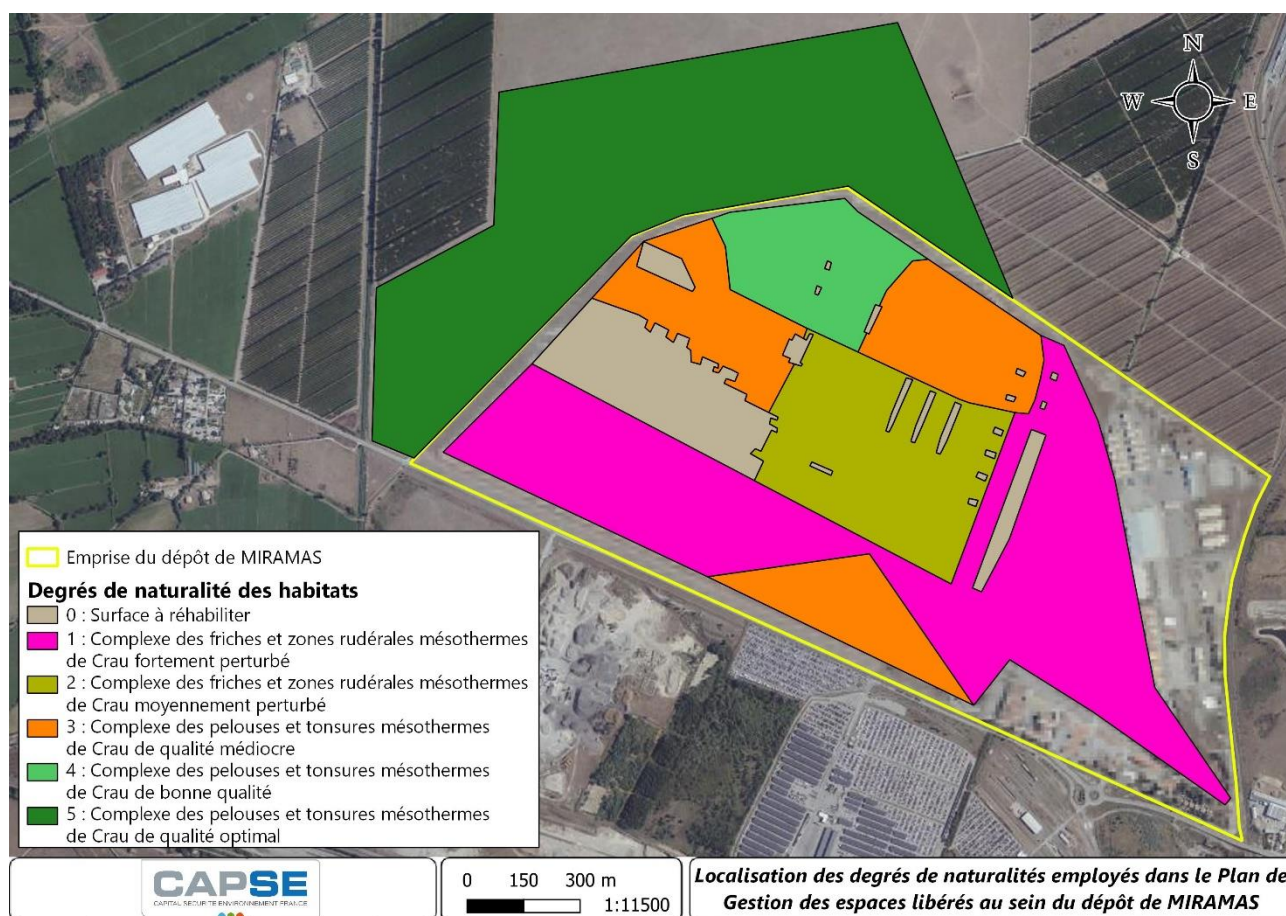 N
W E
S
Emprise du dépôt de MIRAMAS
Degrés de naturalité des habitats
0 : Surface à réhabiliter
1 : Complexe des friches et zones rudérales mésothermes
de Crau fortement perturbé
2 : Complexe des friches et zones rudérales mésothermes
de Crau moyennement perturbé
3 : Complexe des pelouses et tonsures mésothermes
de Crau de qualité médiocre
4 : Complexe des pelouses et tonsures mésothermes
de Crau de bonne qualité
5 : Complexe des pelouses et tonsures mésothermes
de Crau de qualité optimal
CAPSE
CAPITAL SECURITE ENVIRONNEMENT FRANCE
0 150 300 m
1:11500
Localisation des degrés de naturalités employés dans le Plan de
Gestion des espaces libérés au sein du dépôt de MIRAMAS